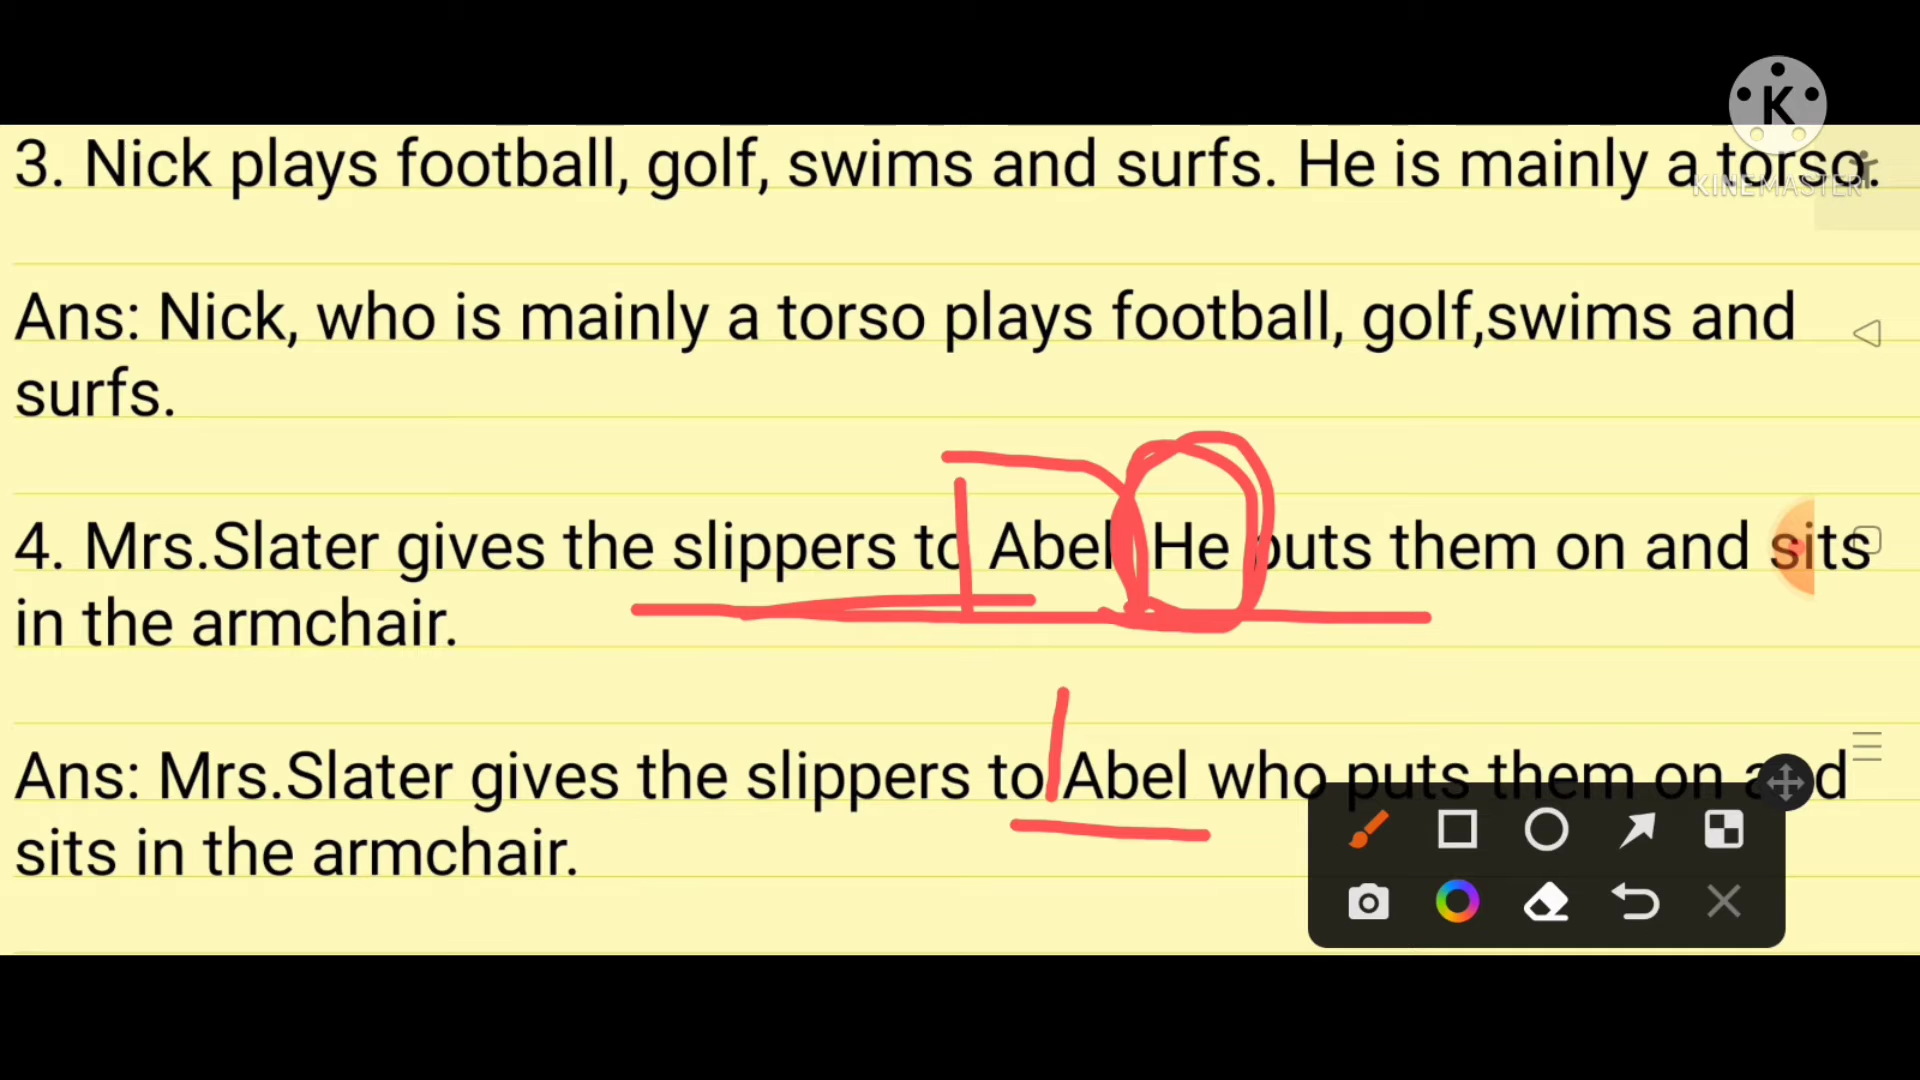 K
KINEMASTER
3. Nick plays football, golf, swims and surfs. He is mainly a torso.
Ans: Nick, who is mainly a torso plays football, golf,swims and
surfs.
4. Mrs.Slater gives the slippers to Abel He puts them on and sits
in the armchair.
Ans: Mrs.Slater gives the slippers to Abel who puts them on and
sits in the armchair.